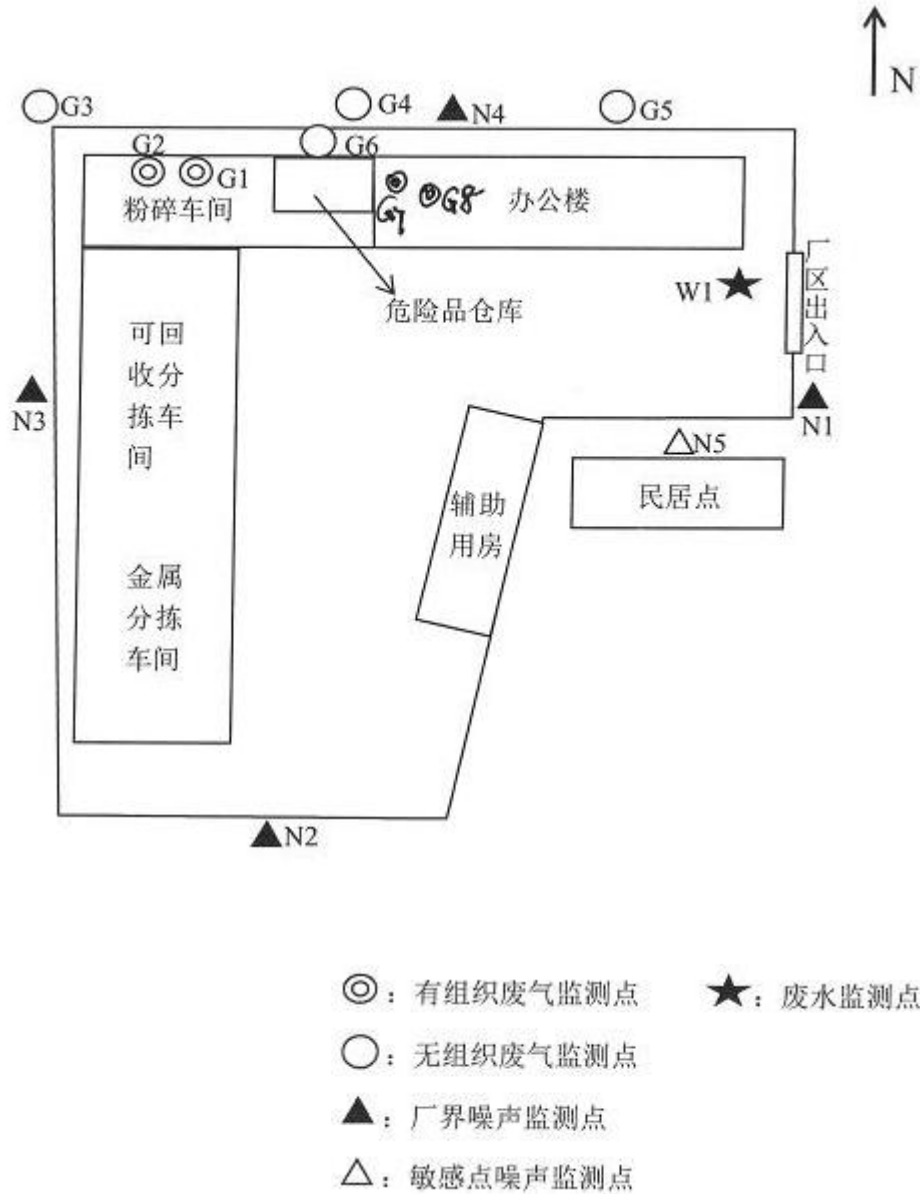 N
G3
G4
N4
G5
G2
G6
G1
G7
G8
粉碎车间
办公楼
危险品仓库
W1
厂区出入口
可回
收分
拣车
间
N3
N1
N5
民居点
辅助
用房
金属
分拣
车间
N2
：有组织废气监测点
：废水监测点
：无组织废气监测点
：厂界噪声监测点
：敏感点噪声监测点